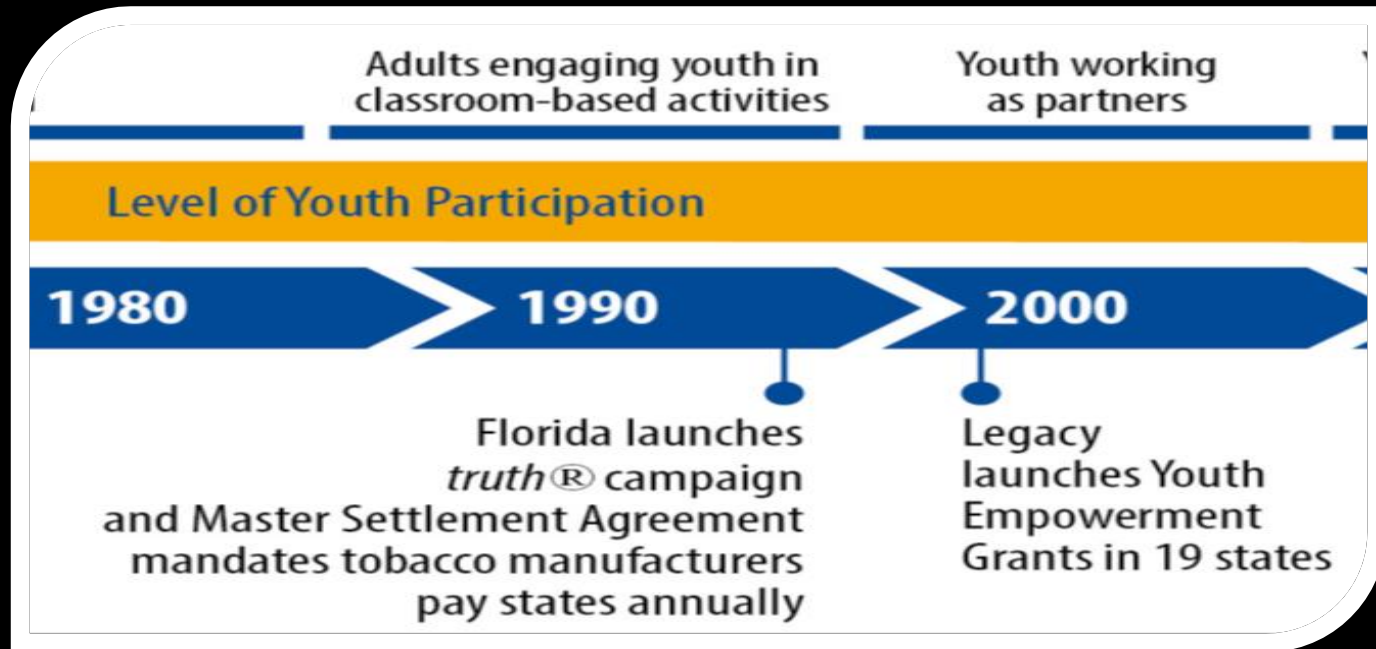 Adults engaging youth in
classroom-based activities
Youth working
as partners
Level of Youth Participation
1980
1990
2000
Florida launches
truth® campaign
and Master Settlement Agreement
mandates tobacco manufacturers
pay states annually
Legacy
launches Youth
Empowerment
Grants in 19 states